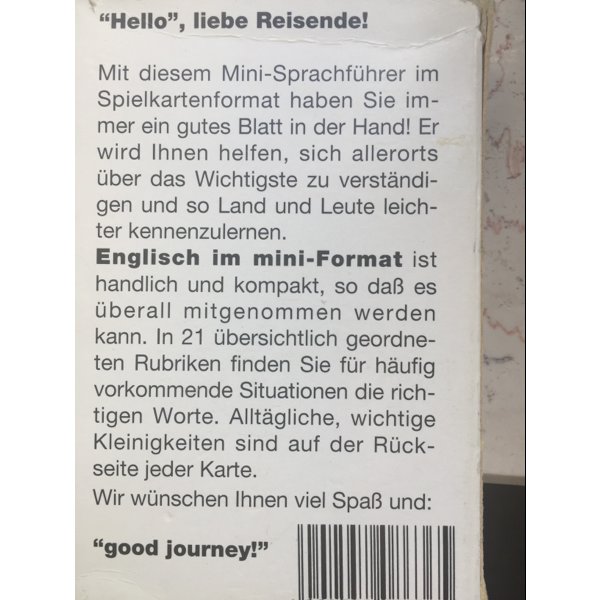 “Hello”, liebe Reisende!
Mit diesem Mini-Sprachführer im
Spielkartenformat haben Sie im-
mer ein gutes Blatt in der Hand! Er
wird Ihnen helfen, sich allerorts
über das Wichtigste zu verständi-
gen und so Land und Leute leich-
ter kennenzulernen.
Englisch im mini-Format ist
handlich und kompakt, so daß es
überall mitgenommen werden
kann. In 21 übersichtlich geordne-
ten Rubriken finden Sie für häufig
vorkommende Situationen die rich-
tigen Worte. Alltägliche, wichtige
Kleinigkeiten sind auf der Rück-
seite jeder Karte.
Wir wünschen Ihnen viel Spaß und:
“good journey!”